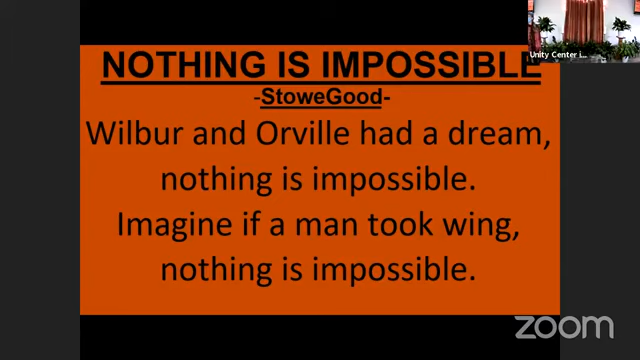 NOTHING IS IMPOSSIBLE
-StoweGood-
Wilbur and Orville had a dream,
nothing is impossible.
Imagine if a man took wing,
nothing is impossible.
Unity Center i...
zoom